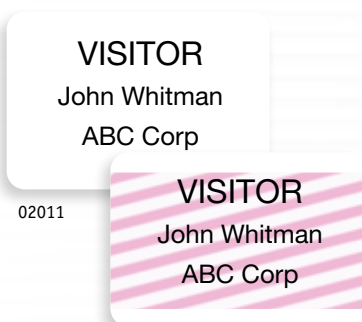 VISITOR
John Whitman
ABC Corp
02011
VISITOR
John Whitman
ABC Corp